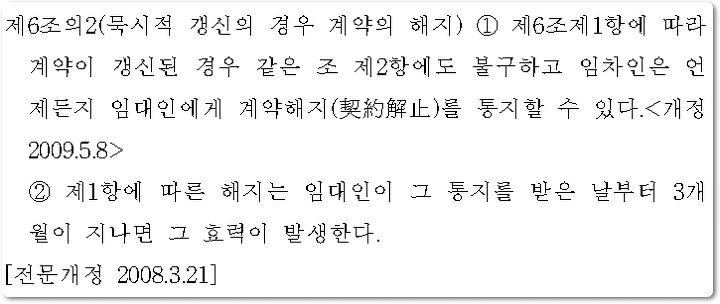 제6조의2(묵시적 갱신의 경우 계약의 해지) ① 제6조제1항에 따라
계약이 갱신된 경우 같은 조 제2항에도 불구하고 임차인은 언
제든지 임대인에게 계약해지(契約解止)를 통지할 수 있다.<개정
2009.5.8>
② 제1항에 따른 해지는 임대인이 그 통지를 받은 날부터 3개
월이 지나면 그 효력이 발생한다.
[전문개정 2008.3.21]